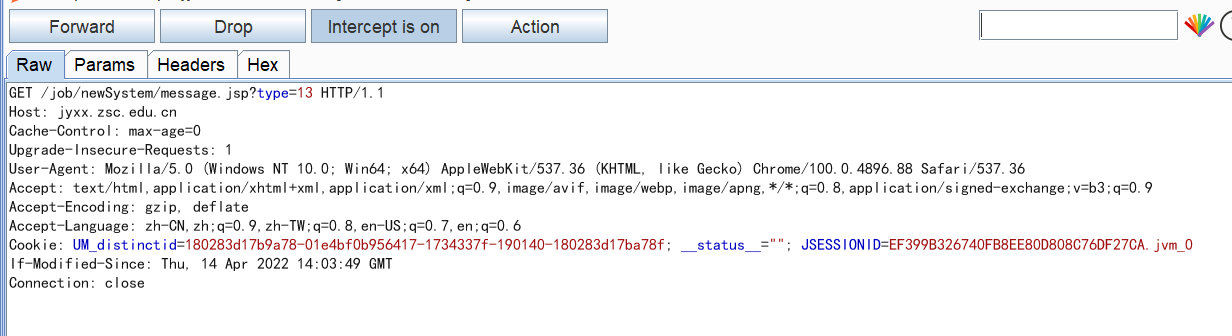 Forward Drop Intercept is on Action
Raw Params Headers Hex
GET /job/newSystem/message.jsp?type=13 HTTP/1.1
Host: jyxx.zsc.edu.cn
Cache-Control: max-age=0
Upgrade-Insecure-Requests: 1
User-Agent: Mozilla/5.0 (Windows NT 10.0; Win64; x64) AppleWebKit/537.36 (KHTML, like Gecko) Chrome/100.0.4896.88 Safari/537.36
Accept: text/html,application/xhtml+xml,application/xml;q=0.9,image/avif,image/webp,image/apng,*/*;q=0.8,application/signed-exchange;v=b3;q=0.9
Accept-Encoding: gzip, deflate
Accept-Language: zh-CN,zh;q=0.9,zh-TW;q=0.8,en-US;q=0.7,en;q=0.6
Cookie: UM_distinctid=180283d17b9a78-01e4bf0b956417-1734337f-190140-180283d17ba78f; __status__=""; JSESSIONID=EF399B326740FB8EE80D808C76DF27CA.jvm_0
If-Modified-Since: Thu, 14 Apr 2022 14:03:49 GMT
Connection: close